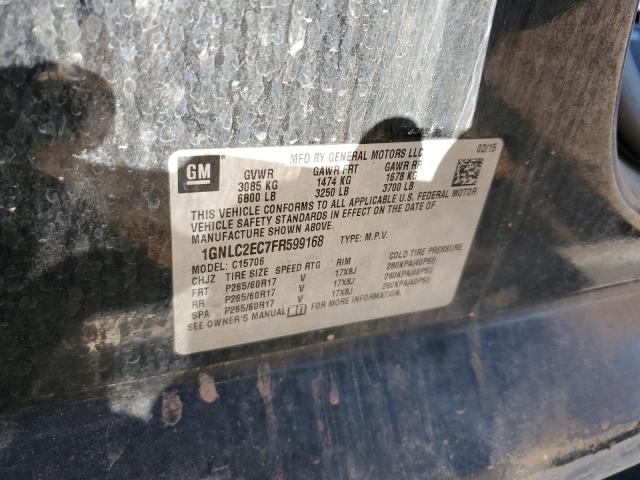 GM
MFD BY GENERAL MOTORS LLC 02/15
GVWR GAWR FRT GAWR RR
3085 KG 1474 KG 1678 KG
6800 LB 3250 LB 3700 LB
THIS VEHICLE CONFORMS TO ALL APPLICABLE U.S. FEDERAL MOTOR
VEHICLE SAFETY STANDARDS IN EFFECT ON THE DATE OF
MANUFACTURE SHOWN ABOVE.
1GNLC2EC7FR599168 TYPE: M.P.V.
MODEL: C15706
CHJZ TIRE SIZE SPEED RTG RIM COLD TIRE PRESSURE
FRT P265/60R17 V 17X8J 280KPA(40PSI)
RR P265/60R17 V 17X8J 280KPA(40PSI)
SPA P265/60R17 V 17X8J 280KPA(40PSI)
SEE OWNER'S MANUAL FOR MORE INFORMATION.